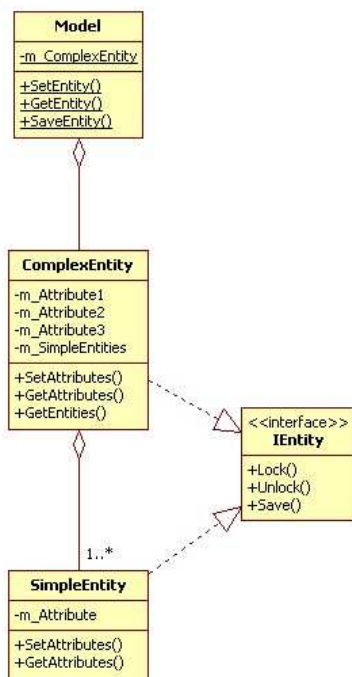 Model
-m_ComplexEntity
+SetEntity()
+GetEntity()
+SaveEntity()
ComplexEntity
-m_Attribute1
-m_Attribute2
-m_Attribute3
-m_SimpleEntities
+SetAttributes()
+GetAttributes()
+GetEntities()
<<interface>>
IEntity
+Lock()
+Unlock()
+Save()
1..*
SimpleEntity
-m_Attribute
+SetAttributes()
+GetAttributes()